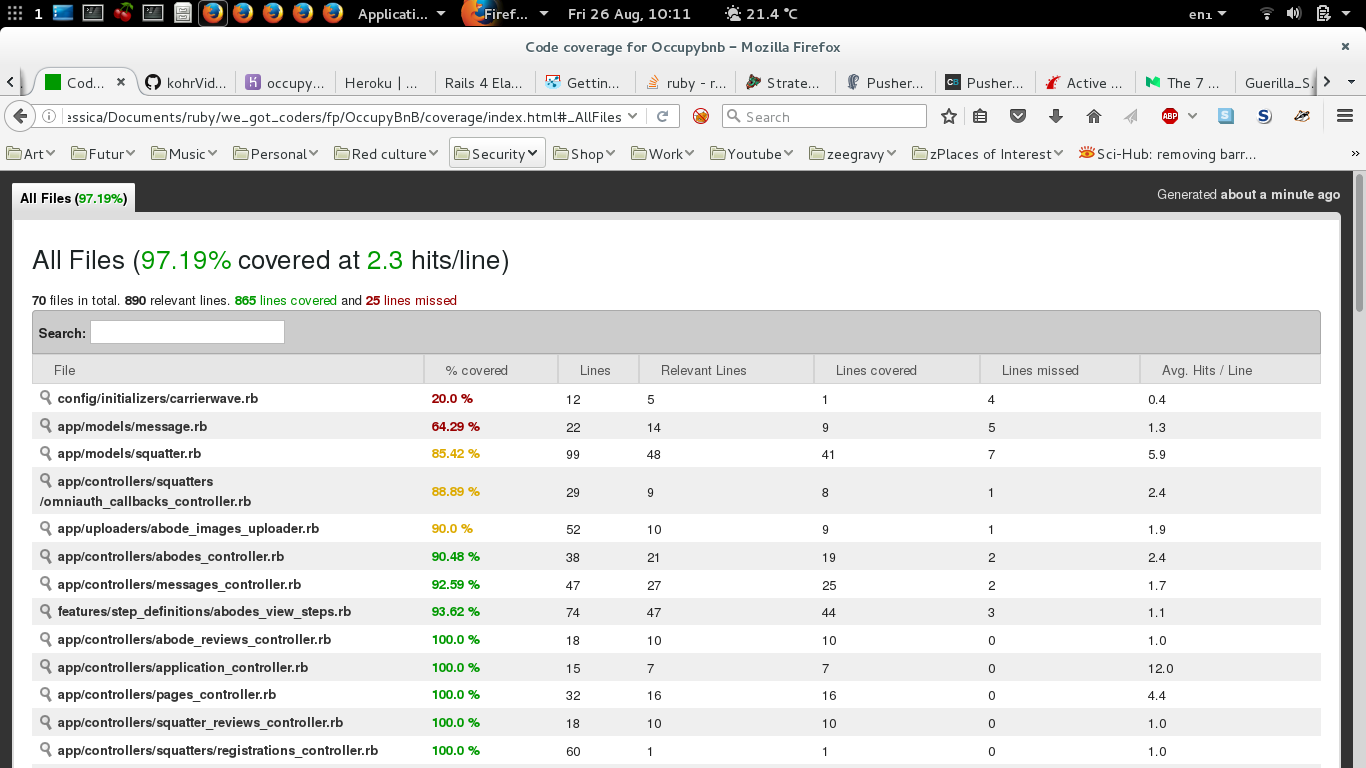 1 Applicati... Firef... Fri 26 Aug, 10:11 21.4 °C en1
Code coverage for Occupybnb - Mozilla Firefox
Cod... kohrVid... occupy... Heroku | ... Rails 4 Ela... Gettin... ruby - r... Strate... Pusher... Pusher... Active ... The 7 ... Guerilla_S...
essica/Documents/ruby/we_got_coders/fp/OccupyBnB/coverage/index.html#_AllFiles Search ABP
Art Futur Music Personal Red culture Security Shop Work Youtube zeegravy zPlaces of Interest Sci-Hub: removing barr... »
All Files (97.19%) Generated about a minute ago
All Files (97.19% covered at 2.3 hits/line)
70 files in total. 890 relevant lines. 865 lines covered and 25 lines missed
Search:
File % covered Lines Relevant Lines Lines covered Lines missed Avg. Hits / Line
config/initializers/carrierwave.rb 20.0 % 12 5 1 4 0.4
app/models/message.rb 64.29 % 22 14 9 5 1.3
app/models/squatter.rb 85.42 % 99 48 41 7 5.9
app/controllers/squatters
/omniauth_callbacks_controller.rb 88.89 % 29 9 8 1 2.4
app/uploaders/abode_images_uploader.rb 90.0 % 52 10 9 1 1.9
app/controllers/abodes_controller.rb 90.48 % 38 21 19 2 2.4
app/controllers/messages_controller.rb 92.59 % 47 27 25 2 1.7
features/step_definitions/abodes_view_steps.rb 93.62 % 74 47 44 3 1.1
app/controllers/abode_reviews_controller.rb 100.0 % 18 10 10 0 1.0
app/controllers/application_controller.rb 100.0 % 15 7 7 0 12.0
app/controllers/pages_controller.rb 100.0 % 32 16 16 0 4.4
app/controllers/squatter_reviews_controller.rb 100.0 % 18 10 10 0 1.0
app/controllers/squatters/registrations_controller.rb 100.0 % 60 1 1 0 1.0